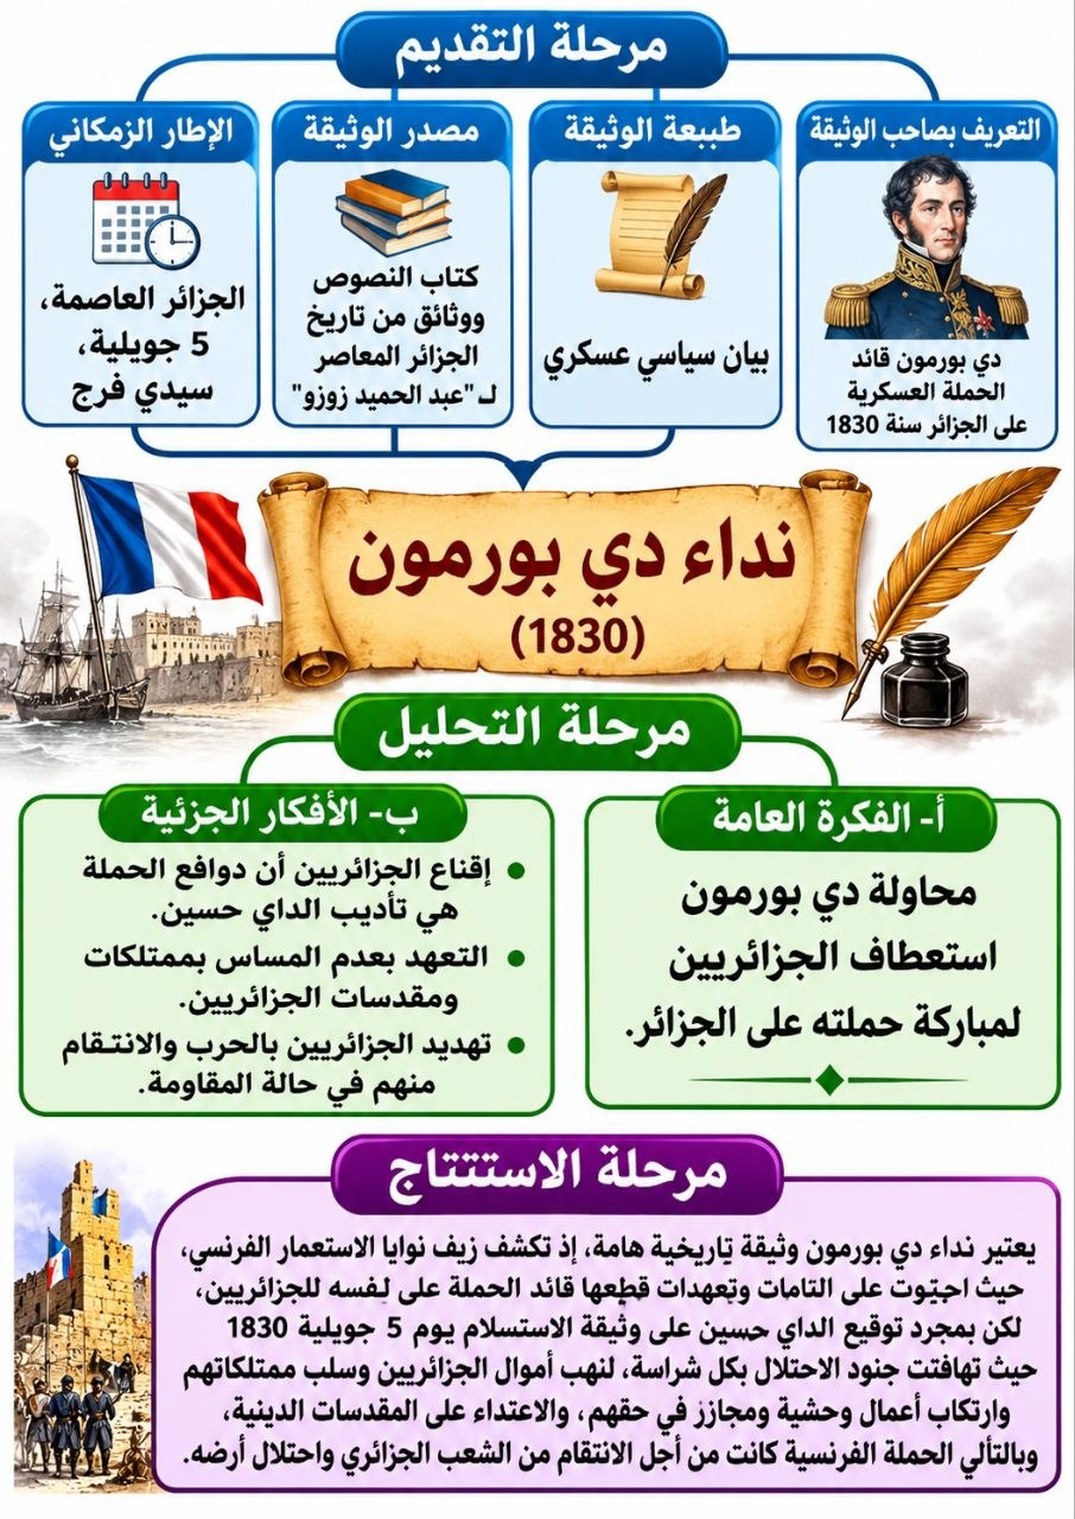 مرحلة التقديم
التعريف بصاحب الوثيقة
دي بورمون قائد
الحملة العسكرية
على الجزائر سنة 1830
طبيعة الوثيقة
بيان سياسي عسكري
مصدر الوثيقة
كتاب النصوص
ووثائق من تاريخ
الجزائر المعاصر
لـ "عبد الحميد زوزو"
الإطار الزمكاني
الجزائر العاصمة،
5 جويلية،
سيدي فرج
نداء دي بورمون
(1830)
مرحلة التحليل
أ- الفكرة العامة
محاولة دي بورمون
استعطاف الجزائريين
لمباركة حملته على الجزائر.
ب- الأفكار الجزئية
إقناع الجزائريين أن دوافع الحملة
هي تأديب الداي حسين.
التعهد بعدم المساس بممتلكات
ومقدسات الجزائريين.
تهديد الجزائريين بالحرب والانتقام
منهم في حالة المقاومة.
مرحلة الاستتتاج
يعتبر نداء دي بورمون وثيقة تاريخية هامة، إذ تكشف زيف نوايا الاستعمار الفرنسي،
حيث احتوت على التامات وتعهدات قطعها قائد الحملة على لفسه للجزائريين،
لكن بمجرد توقيع الداي حسين على وثيقة الاستسلام يوم 5 جويلية 1830
حيث تهافتت جنود الاحتلال بكل شراسة، لنهب أموال الجزائريين وسلب ممتلكاتهم
وارتكاب أعمال وحشية ومجازز في حقهم، والاعتداء على المقدسات الدينية،
وبالتألي الحملة الفرنسية كانت من أجل الانتقام من الشعب الجزائري واحتلال أرضه.